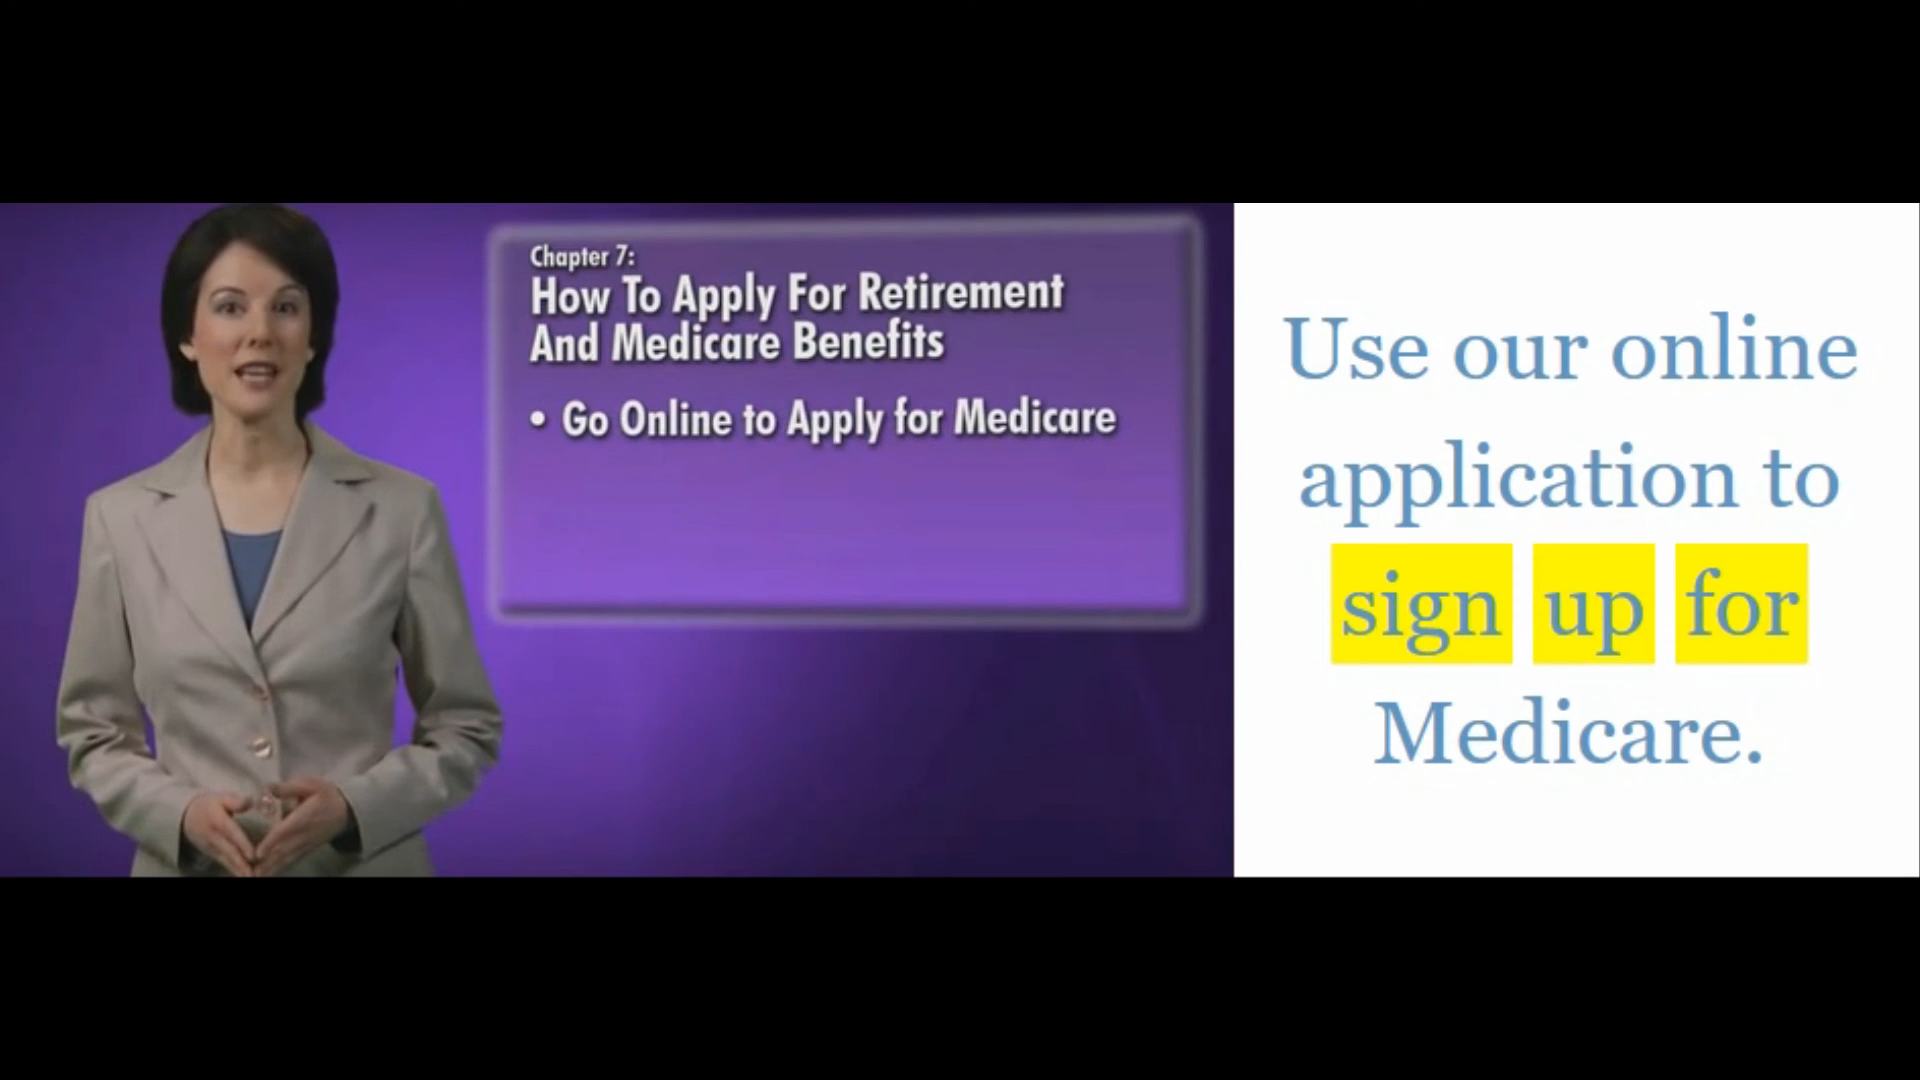 Chapter 7:
How To Apply For Retirement
And Medicare Benefits
• Go Online to Apply for Medicare
Use our online
application to
sign up for
Medicare.